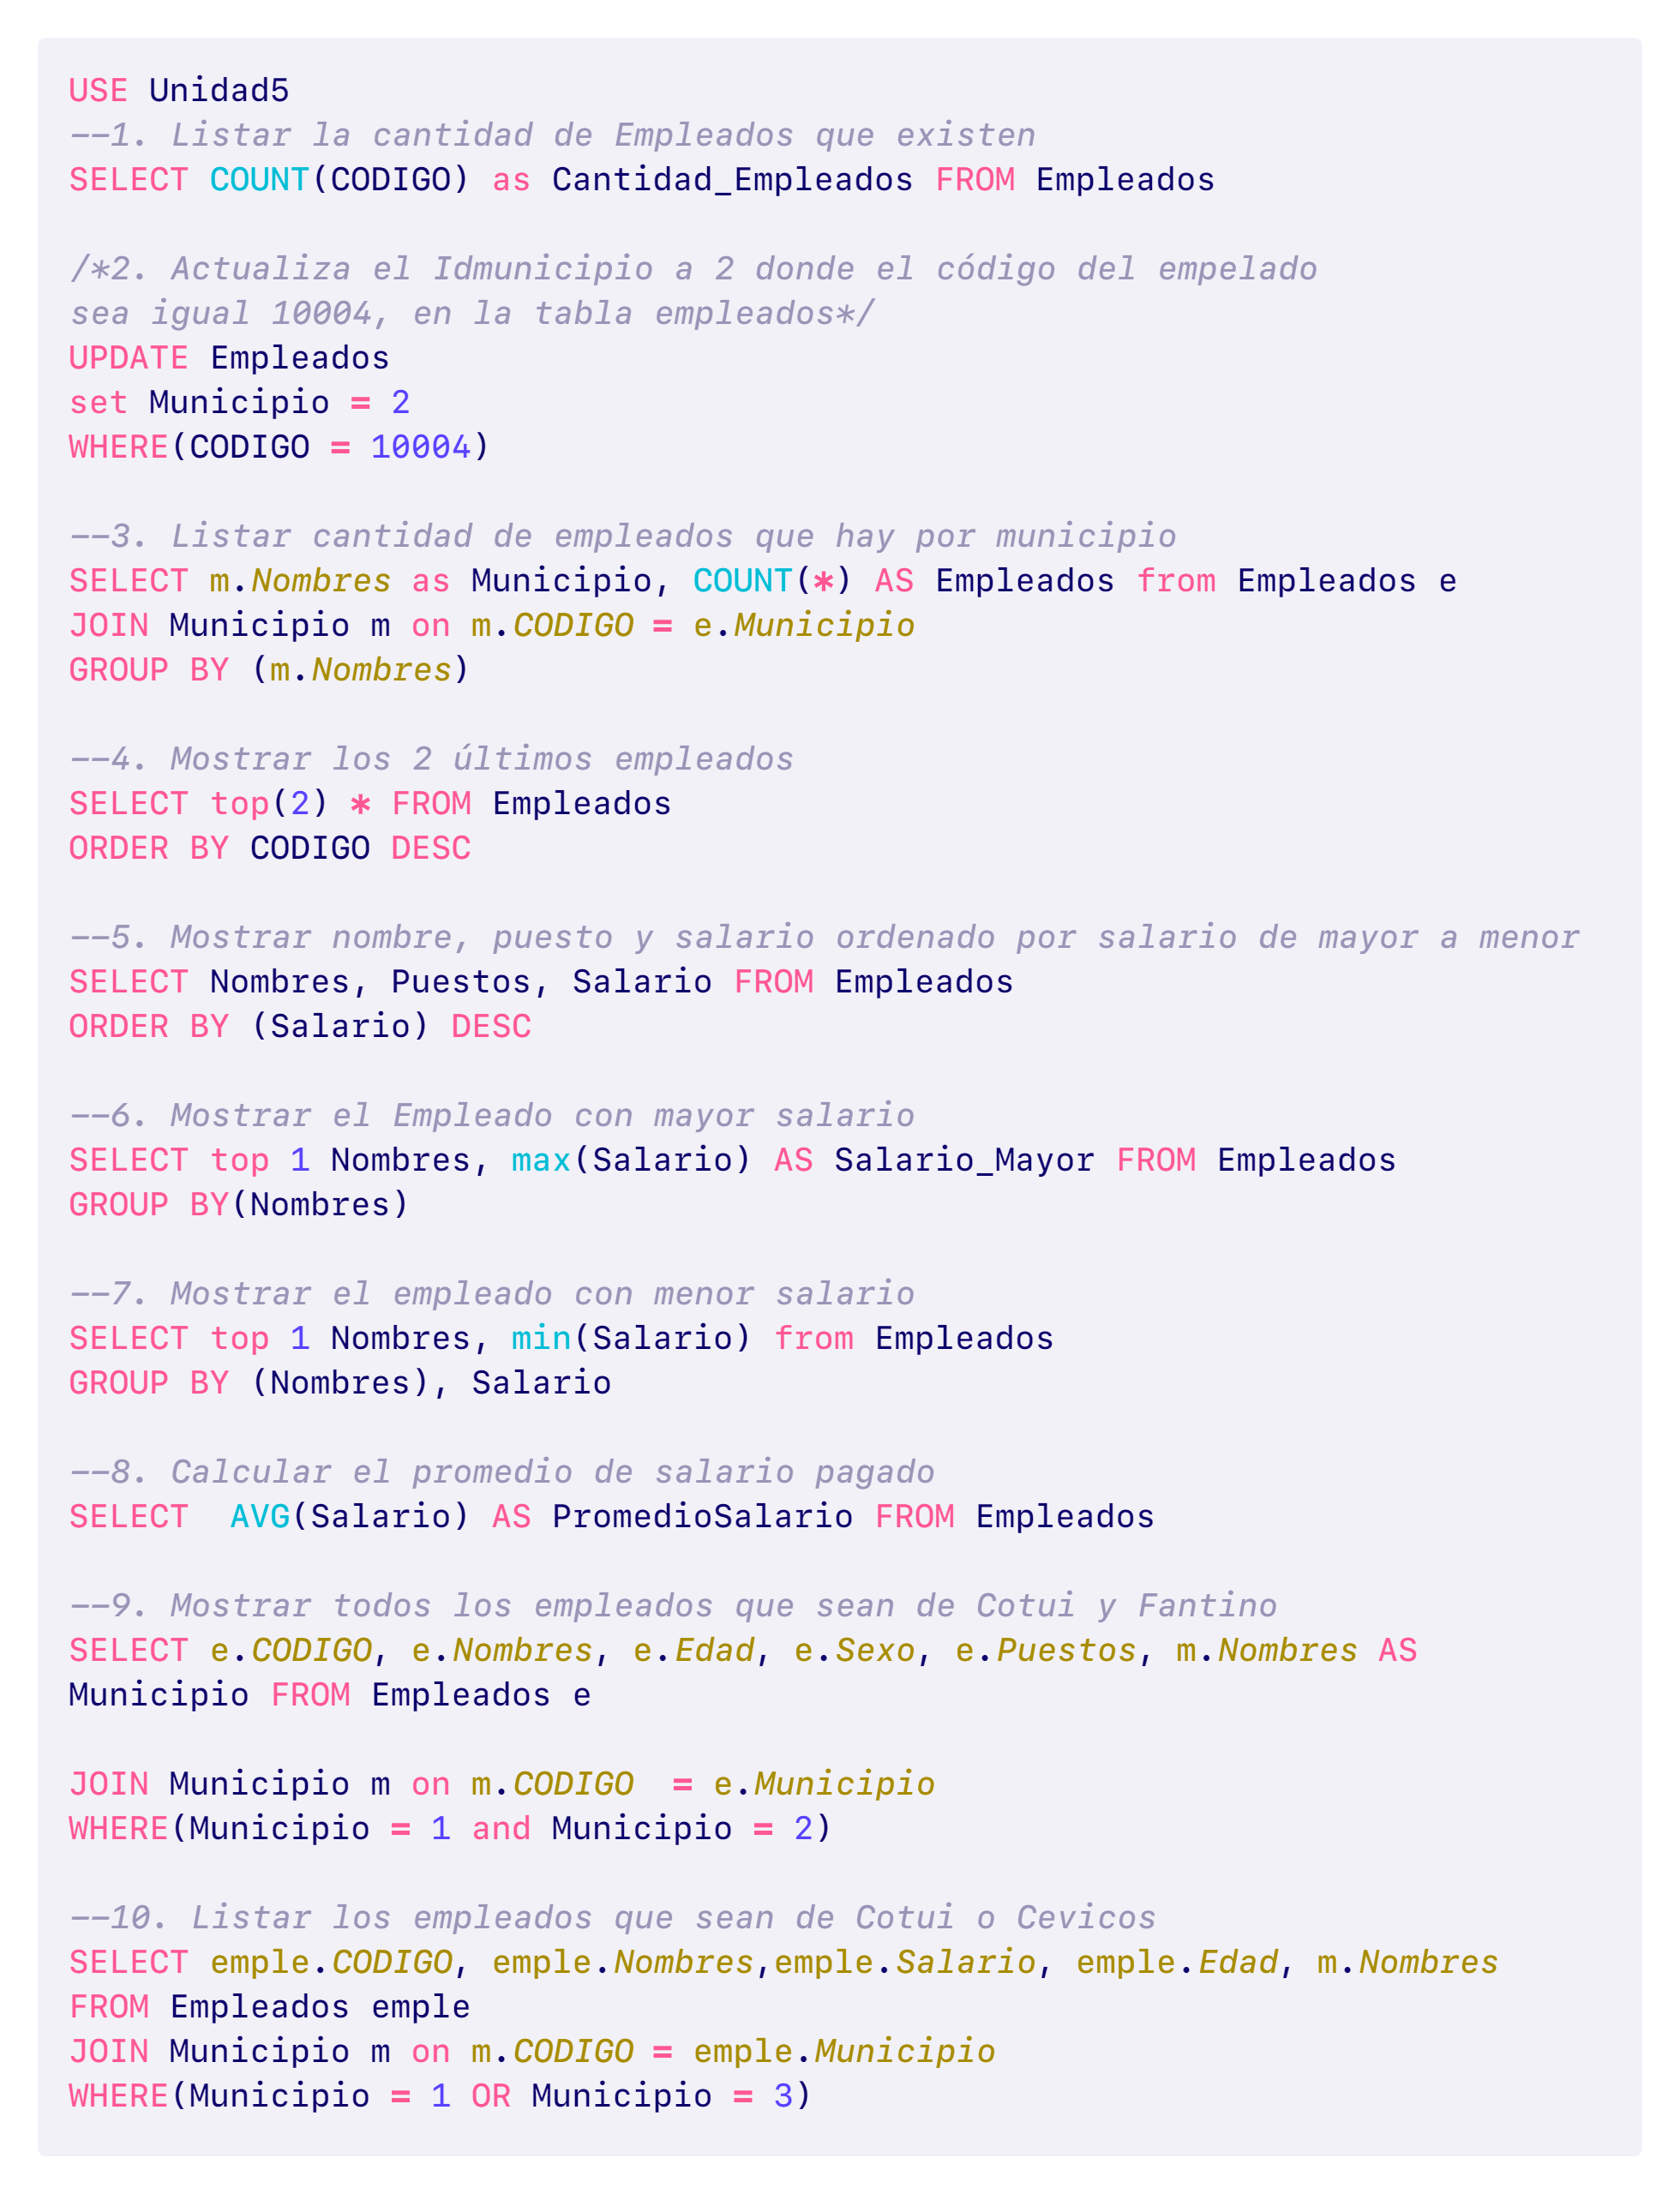 USE Unidad5
--1. Listar la cantidad de Empleados que existen
SELECT COUNT(CODIGO) as Cantidad_Empleados FROM Empleados
/*2. Actualiza el Idmunicipio a 2 donde el código del empelado
sea igual 10004, en la tabla empleados*/
UPDATE Empleados
set Municipio = 2
WHERE(CODIGO = 10004)
--3. Listar cantidad de empleados que hay por municipio
SELECT m.Nombres as Municipio, COUNT(*) AS Empleados from Empleados e
JOIN Municipio m on m.CODIGO = e.Municipio
GROUP BY (m.Nombres)
--4. Mostrar los 2 últimos empleados
SELECT top(2) * FROM Empleados
ORDER BY CODIGO DESC
--5. Mostrar nombre, puesto y salario ordenado por salario de mayor a menor
SELECT Nombres, Puestos, Salario FROM Empleados
ORDER BY (Salario) DESC
--6. Mostrar el Empleado con mayor salario
SELECT top 1 Nombres, max(Salario) AS Salario_Mayor FROM Empleados
GROUP BY(Nombres)
--7. Mostrar el empleado con menor salario
SELECT top 1 Nombres, min(Salario) from Empleados
GROUP BY (Nombres), Salario
--8. Calcular el promedio de salario pagado
SELECT  AVG(Salario) AS PromedioSalario FROM Empleados
--9. Mostrar todos los empleados que sean de Cotui y Fantino
SELECT e.CODIGO, e.Nombres, e.Edad, e.Sexo, e.Puestos, m.Nombres AS
Municipio FROM Empleados e
JOIN Municipio m on m.CODIGO  = e.Municipio
WHERE(Municipio = 1 and Municipio = 2)
--10. Listar los empleados que sean de Cotui o Cevicos
SELECT emple.CODIGO, emple.Nombres,emple.Salario, emple.Edad, m.Nombres
FROM Empleados emple
JOIN Municipio m on m.CODIGO = emple.Municipio
WHERE(Municipio = 1 OR Municipio = 3)